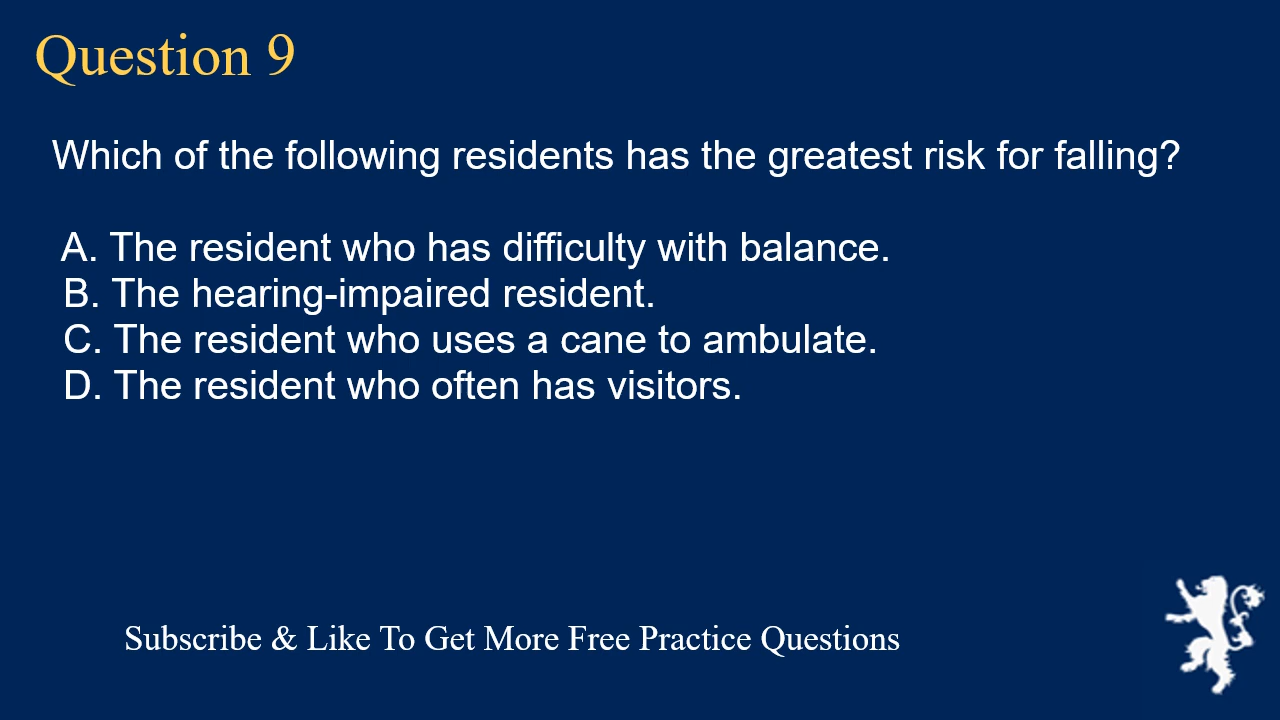 Question 9
Which of the following residents has the greatest risk for falling?
A. The resident who has difficulty with balance.
B. The hearing-impaired resident.
C. The resident who uses a cane to ambulate.
D. The resident who often has visitors.
Subscribe & Like To Get More Free Practice Questions